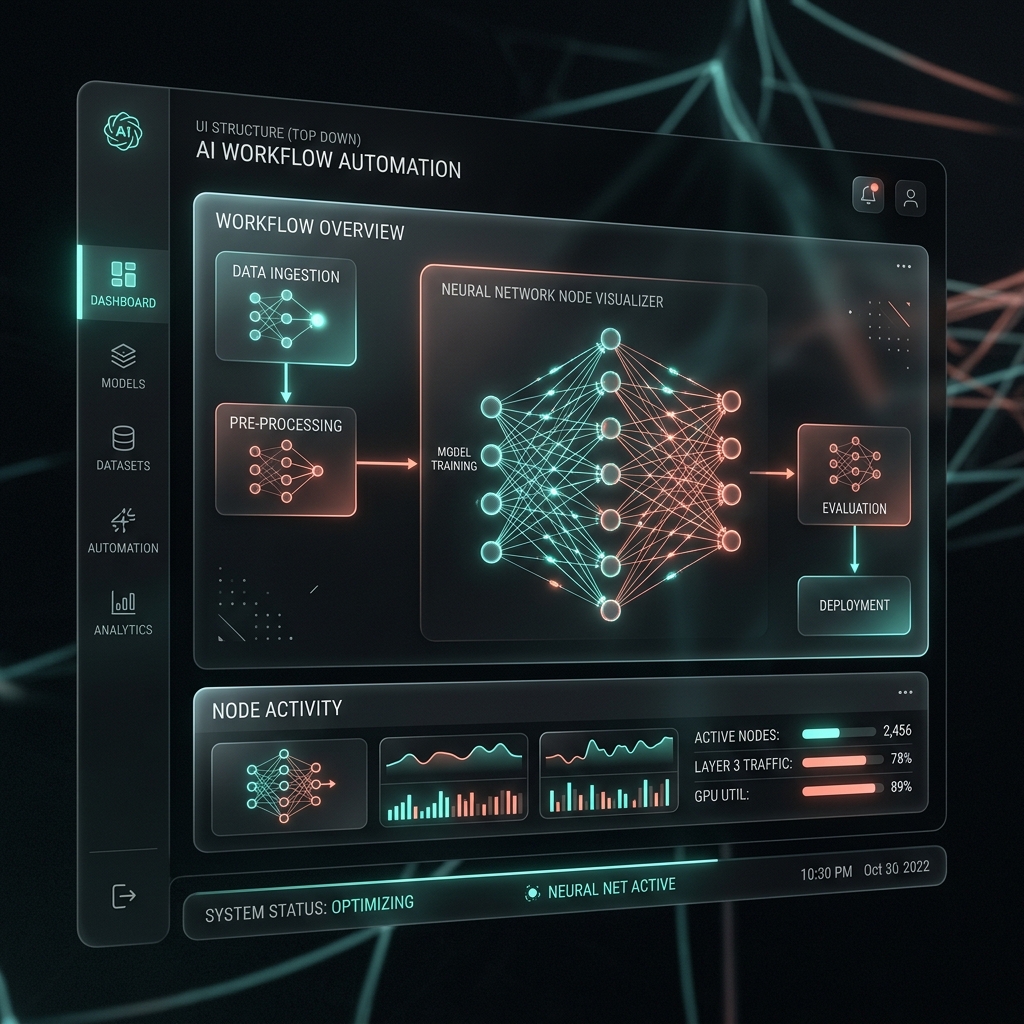 AI
UI STRUCTURE (TOP DOWN)
AI WORKFLOW AUTOMATION
DASHBOARD
MODELS
DATASETS
AUTOMATION
ANALYTICS
WORKFLOW OVERVIEW
DATA INGESTION
PRE-PROCESSING
NEURAL NETWORK NODE VISUALIZER
MODEL
TRAINING
EVALUATION
DEPLOYMENT
NODE ACTIVITY
ACTIVE NODES: 2,456
LAYER 3 TRAFFIC: 78%
GPU UTIL: 89%
SYSTEM STATUS: OPTIMIZING
NEURAL NET ACTIVE
10:30 PM Oct 30 2022